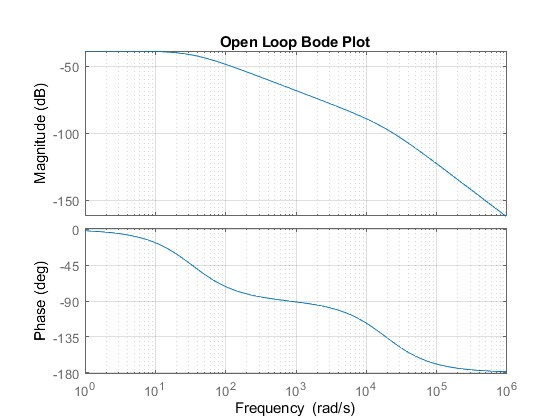 Open Loop Bode Plot
Magnitude (dB)
-50
-100
-150
Phase (deg)
0
-45
-90
-135
-180
10^0 10^1 10^2 10^3 10^4 10^5 10^6
Frequency (rad/s)